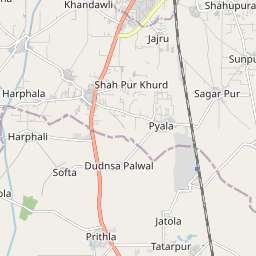 Khandawli
Shahupura
Jajru
Sunpu
Shah Pur Khurd
Harphala
Sagar Pur
Pyala
Harphali
Dudnsa Palwal
Softa
ola
Jatola
Prithla
Tatarpur